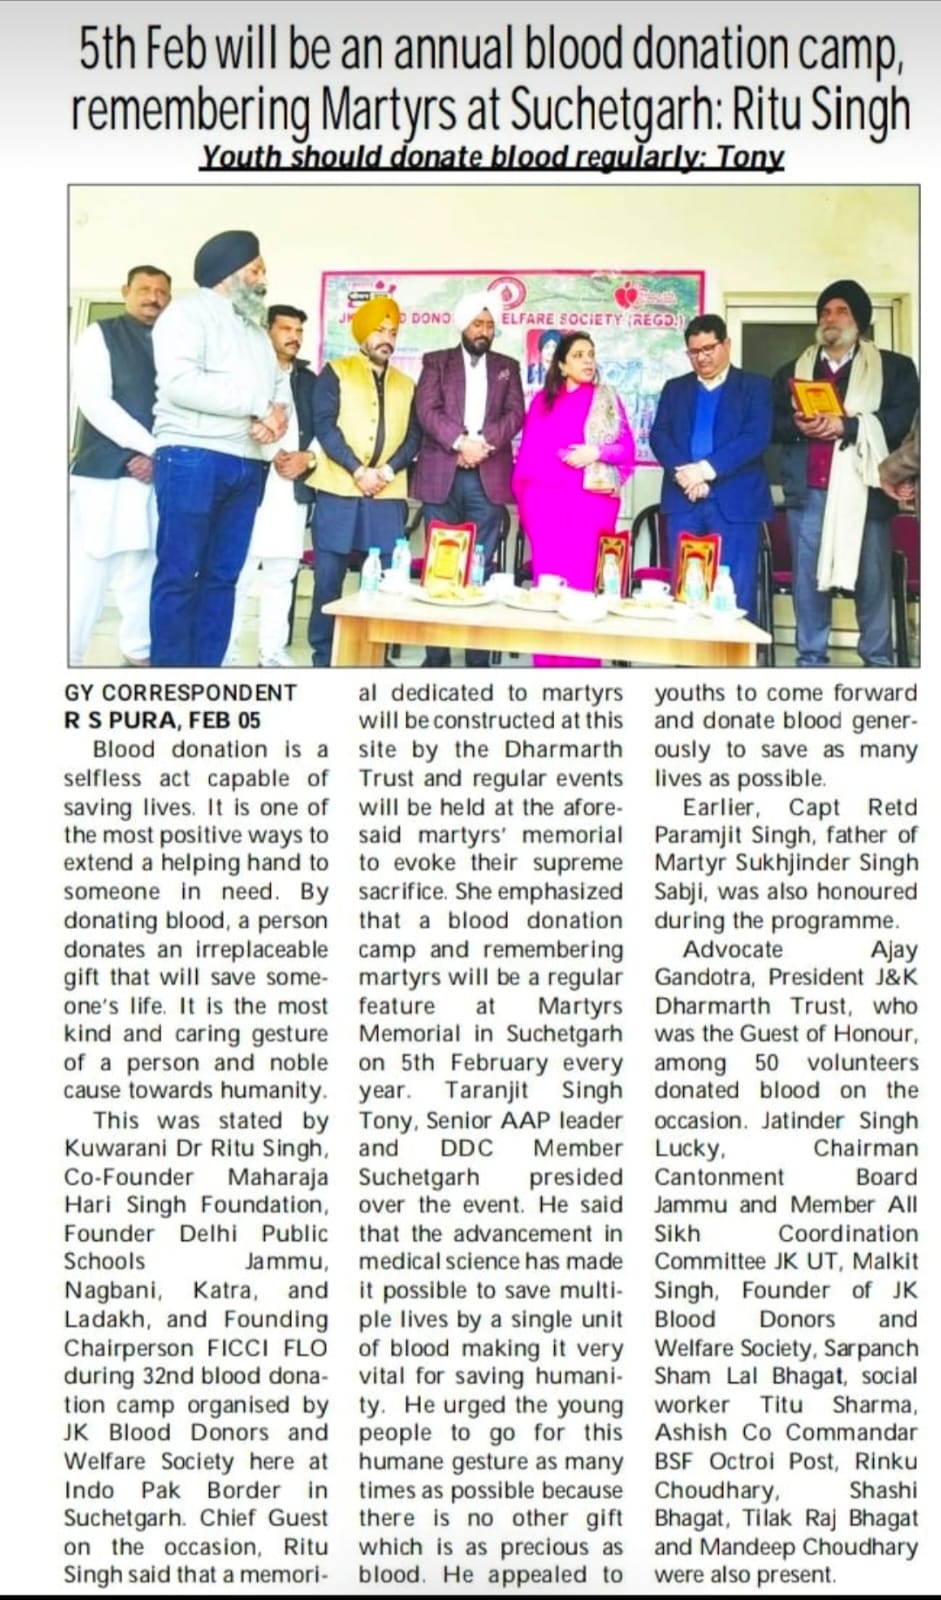 5th Feb will be an annual blood donation camp,
remembering Martyrs at Suchetgarh: Ritu Singh
Youth should donate blood regularly: Tony
ELFARE SOCIETY (REGD.)
GY CORRESPONDENT
R S PURA, FEB 05
Blood donation is a
selfless act capable of
saving lives. It is one of
the most positive ways to
extend a helping hand to
someone in need. By
donating blood, a person
donates an irreplaceable
gift that will save some-
one's life. It is the most
kind and caring gesture
of a person and noble
cause towards humanity.
This was stated by
Kuwarani Dr Ritu Singh,
Co-Founder Maharaja
Hari Singh Foundation,
Founder Delhi Public
Schools Jammu,
Nagbani, Katra, and
Ladakh, and Founding
Chairperson FICCI FLO
during 32nd blood dona-
tion camp organised by
JK Blood Donors and
Welfare Society here at
Indo Pak Border in
Suchetgarh. Chief Guest
on the occasion, Ritu
Singh said that a memori-
al dedicated to martyrs
will be constructed at this
site by the Dharmarth
Trust and regular events
will be held at the afore-
said martyrs' memorial
to evoke their supreme
sacrifice. She emphasized
that a blood donation
camp and remembering
martyrs will be a regular
feature at Martyrs
Memorial in Suchetgarh
on 5th February every
year. Taranjit Singh
Tony, Senior AAP leader
and DDC Member
Suchetgarh presided
over the event. He said
that the advancement in
medical science has made
it possible to save multi-
ple lives by a single unit
of blood making it very
vital for saving humani-
ty. He urged the young
people to go for this
humane gesture as many
times as possible because
there is no other gift
which is as precious as
blood. He appealed to
youths to come forward
and donate blood gener-
ously to save as many
lives as possible.
Earlier, Capt Retd
Paramjit Singh, father of
Martyr Sukhjinder Singh
Sabji, was also honoured
during the programme.
Advocate Ajay
Gandotra, President J&K
Dharmarth Trust, who
was the Guest of Honour,
among 50 volunteers
donated blood on the
occasion. Jatinder Singh
Lucky, Chairman
Cantonment Board
Jammu and Member All
Sikh Coordination
Committee JK UT, Malkit
Singh, Founder of JK
Blood Donors and
Welfare Society, Sarpanch
Sham Lal Bhagat, social
worker Titu Sharma,
Ashish Co Commandar
BSF Octroi Post, Rinku
Choudhary, Shashi
Bhagat, Tilak Raj Bhagat
and Mandeep Choudhary
were also present.